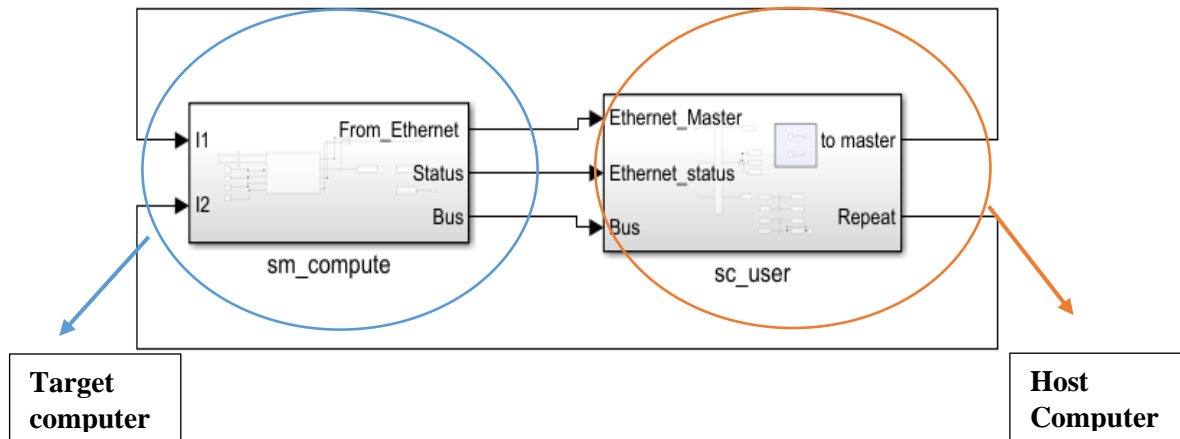 I1
I2
From_Ethernet
Status
Bus
sm_compute
Ethernet_Master
Ethernet_status
Bus
to master
Repeat
sc_user
Target
computer
Host
Computer